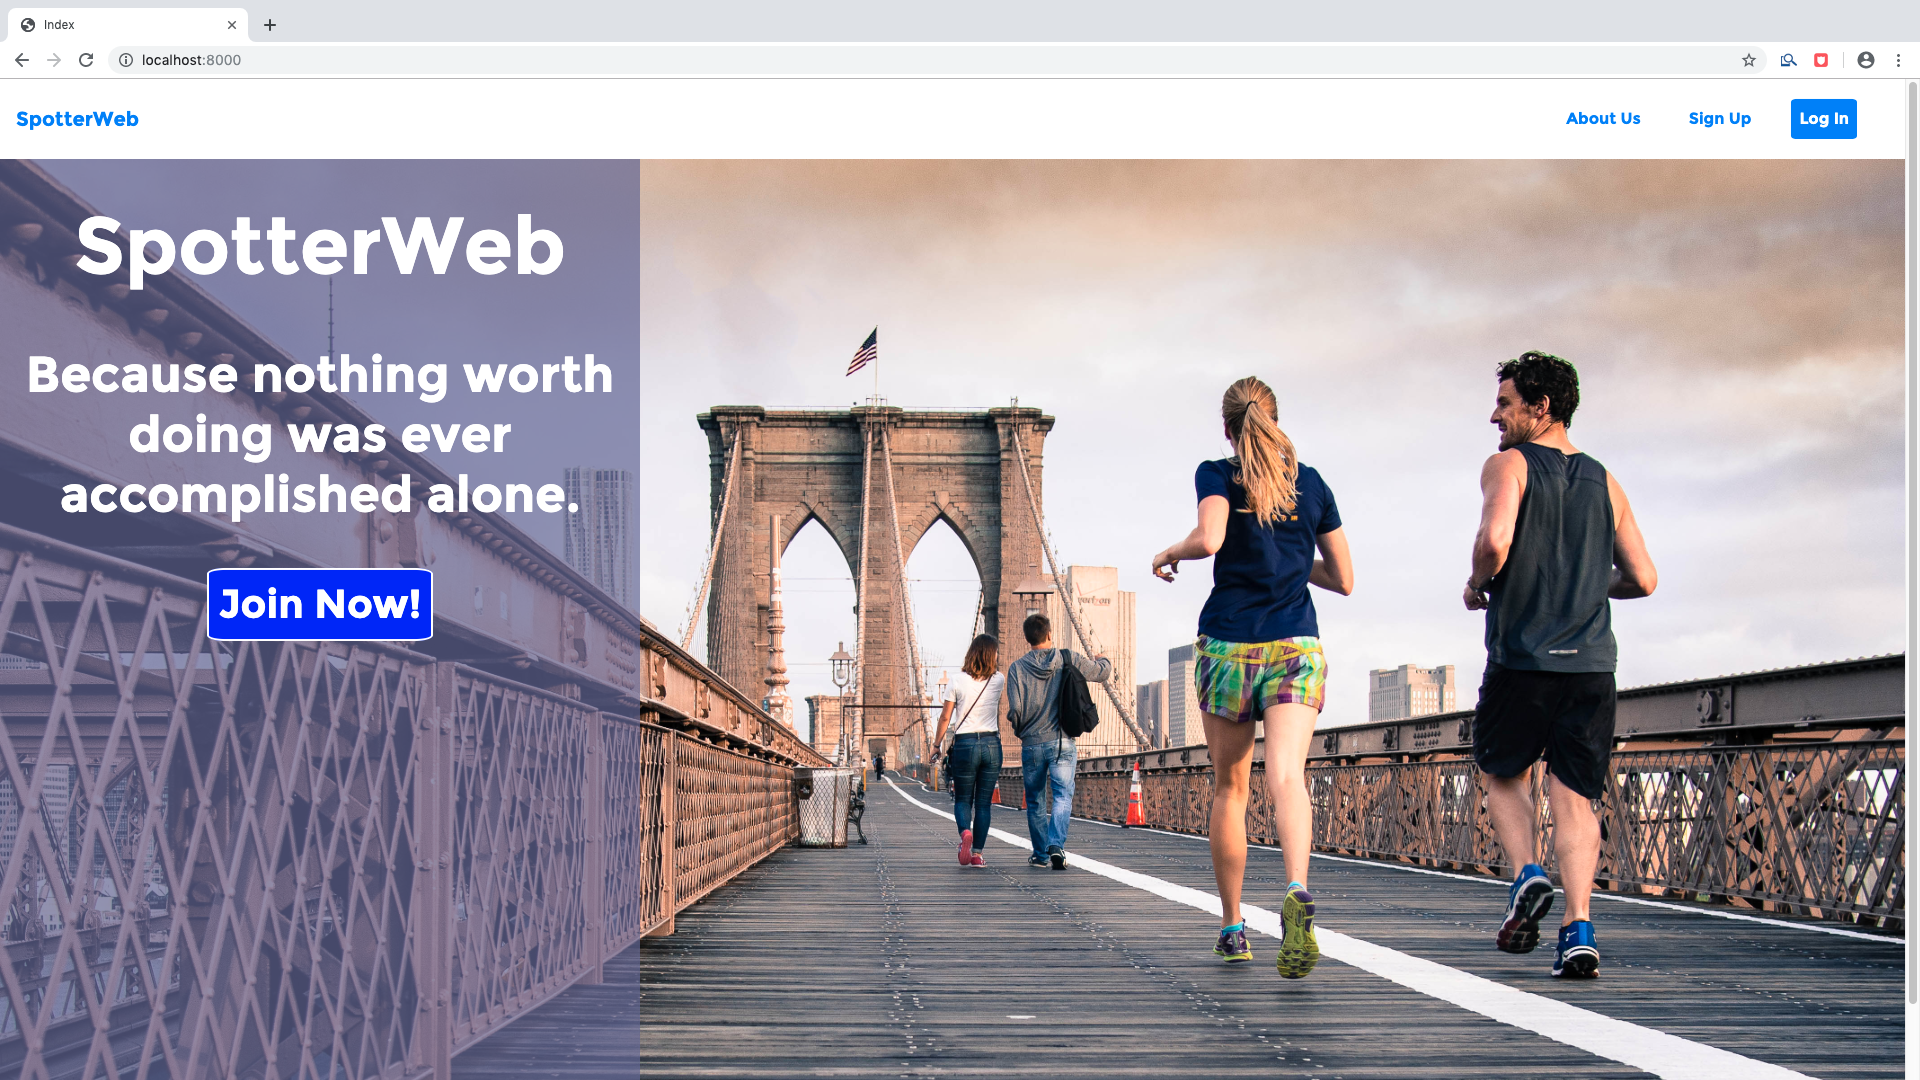 Index
localhost:8000
SpotterWeb
About Us
Sign Up
Log In
SpotterWeb
Because nothing worth
doing was ever
accomplished alone.
Join Now!